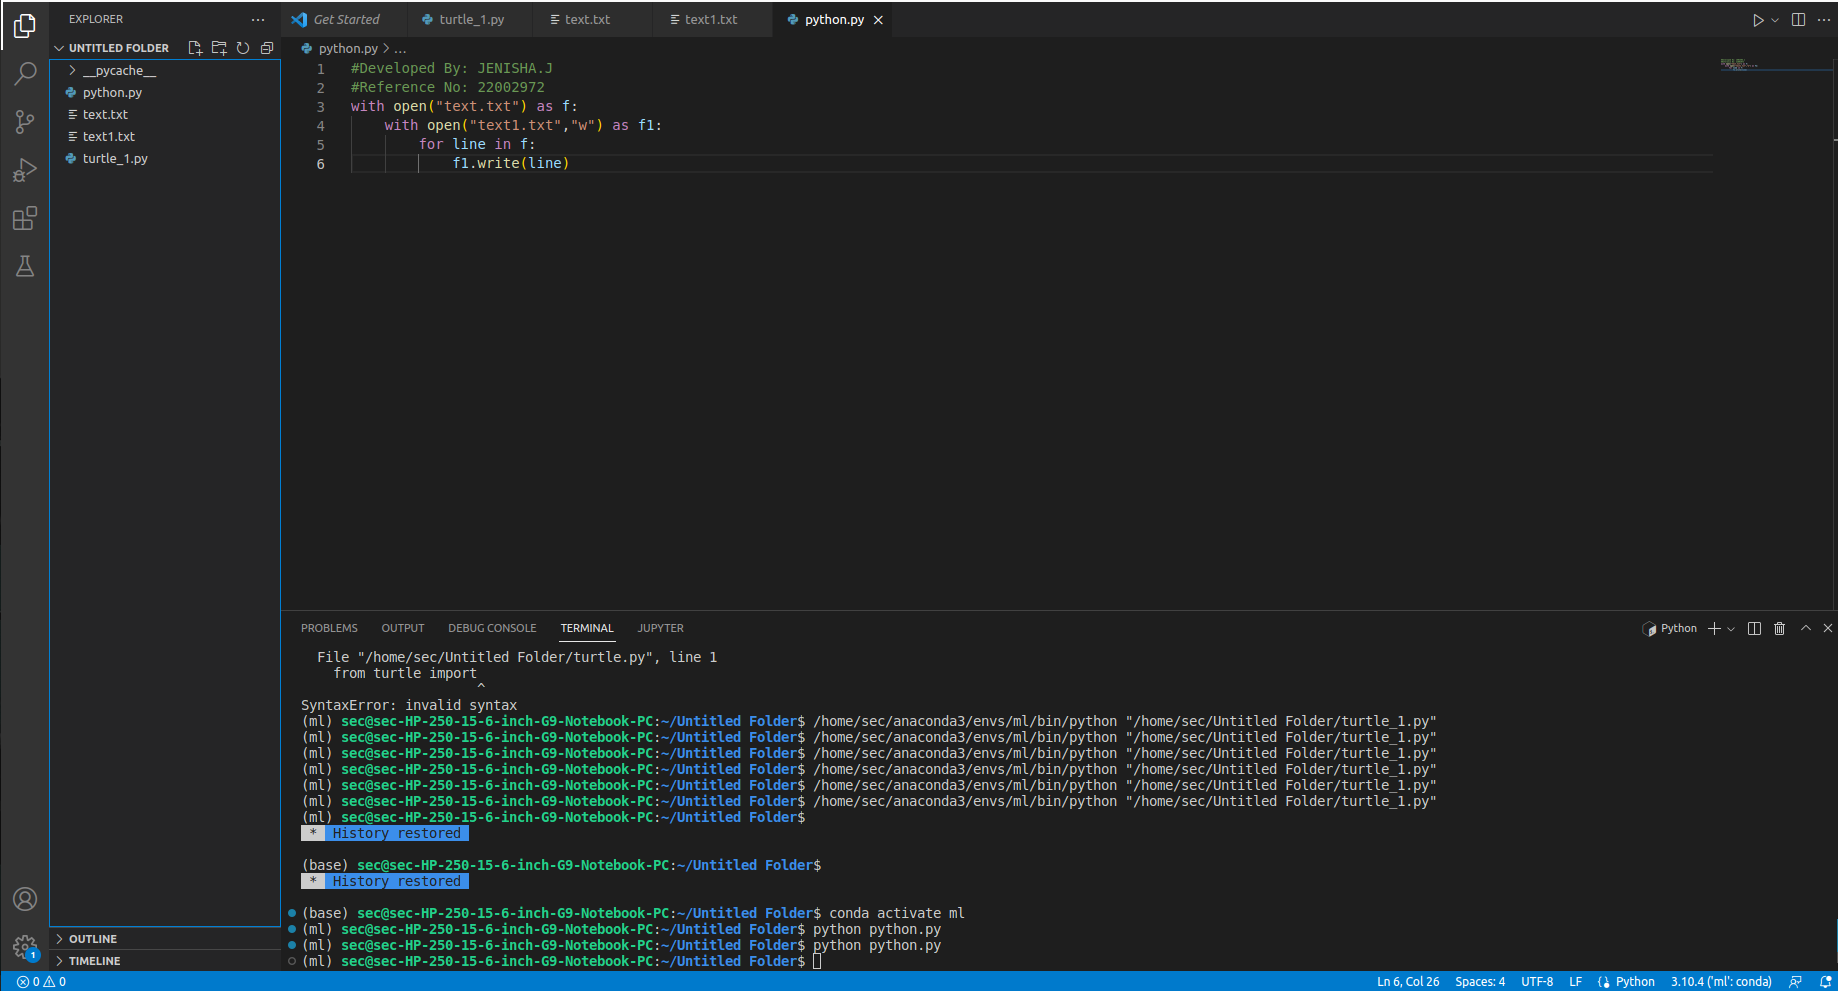 EXPLORER
UNTITLED FOLDER
__pycache__
python.py
text.txt
text1.txt
turtle_1.py
OUTLINE
TIMELINE
Get Started turtle_1.py text.txt text1.txt python.py
python.py > ...
1 #Developed By: JENISHA.J
2 #Reference No: 22002972
3 with open("text.txt") as f:
4 with open("text1.txt","w") as f1:
5 for line in f:
6 f1.write(line)
PROBLEMS OUTPUT DEBUG CONSOLE TERMINAL JUPYTER Python
File "/home/sec/Untitled Folder/turtle.py", line 1
from turtle import
^
SyntaxError: invalid syntax
(ml) sec@sec-HP-250-15-6-inch-G9-Notebook-PC:~/Untitled Folder$ /home/sec/anaconda3/envs/ml/bin/python "/home/sec/Untitled Folder/turtle_1.py"
(ml) sec@sec-HP-250-15-6-inch-G9-Notebook-PC:~/Untitled Folder$ /home/sec/anaconda3/envs/ml/bin/python "/home/sec/Untitled Folder/turtle_1.py"
(ml) sec@sec-HP-250-15-6-inch-G9-Notebook-PC:~/Untitled Folder$ /home/sec/anaconda3/envs/ml/bin/python "/home/sec/Untitled Folder/turtle_1.py"
(ml) sec@sec-HP-250-15-6-inch-G9-Notebook-PC:~/Untitled Folder$ /home/sec/anaconda3/envs/ml/bin/python "/home/sec/Untitled Folder/turtle_1.py"
(ml) sec@sec-HP-250-15-6-inch-G9-Notebook-PC:~/Untitled Folder$ /home/sec/anaconda3/envs/ml/bin/python "/home/sec/Untitled Folder/turtle_1.py"
(ml) sec@sec-HP-250-15-6-inch-G9-Notebook-PC:~/Untitled Folder$ /home/sec/anaconda3/envs/ml/bin/python "/home/sec/Untitled Folder/turtle_1.py"
(ml) sec@sec-HP-250-15-6-inch-G9-Notebook-PC:~/Untitled Folder$
* History restored
(base) sec@sec-HP-250-15-6-inch-G9-Notebook-PC:~/Untitled Folder$
* History restored
(base) sec@sec-HP-250-15-6-inch-G9-Notebook-PC:~/Untitled Folder$ conda activate ml
(ml) sec@sec-HP-250-15-6-inch-G9-Notebook-PC:~/Untitled Folder$ python python.py
(ml) sec@sec-HP-250-15-6-inch-G9-Notebook-PC:~/Untitled Folder$ python python.py
(ml) sec@sec-HP-250-15-6-inch-G9-Notebook-PC:~/Untitled Folder$
1
0 0 Ln 6, Col 26 Spaces: 4 UTF-8 LF Python 3.10.4 ('ml': conda)